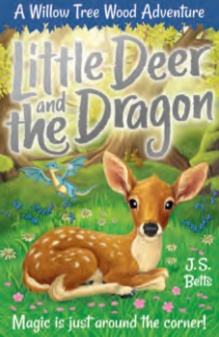 A Willow Tree Wood Adventure
Little Deer
and
the Dragon
J.S.
Betts
Magic is just around the corner!